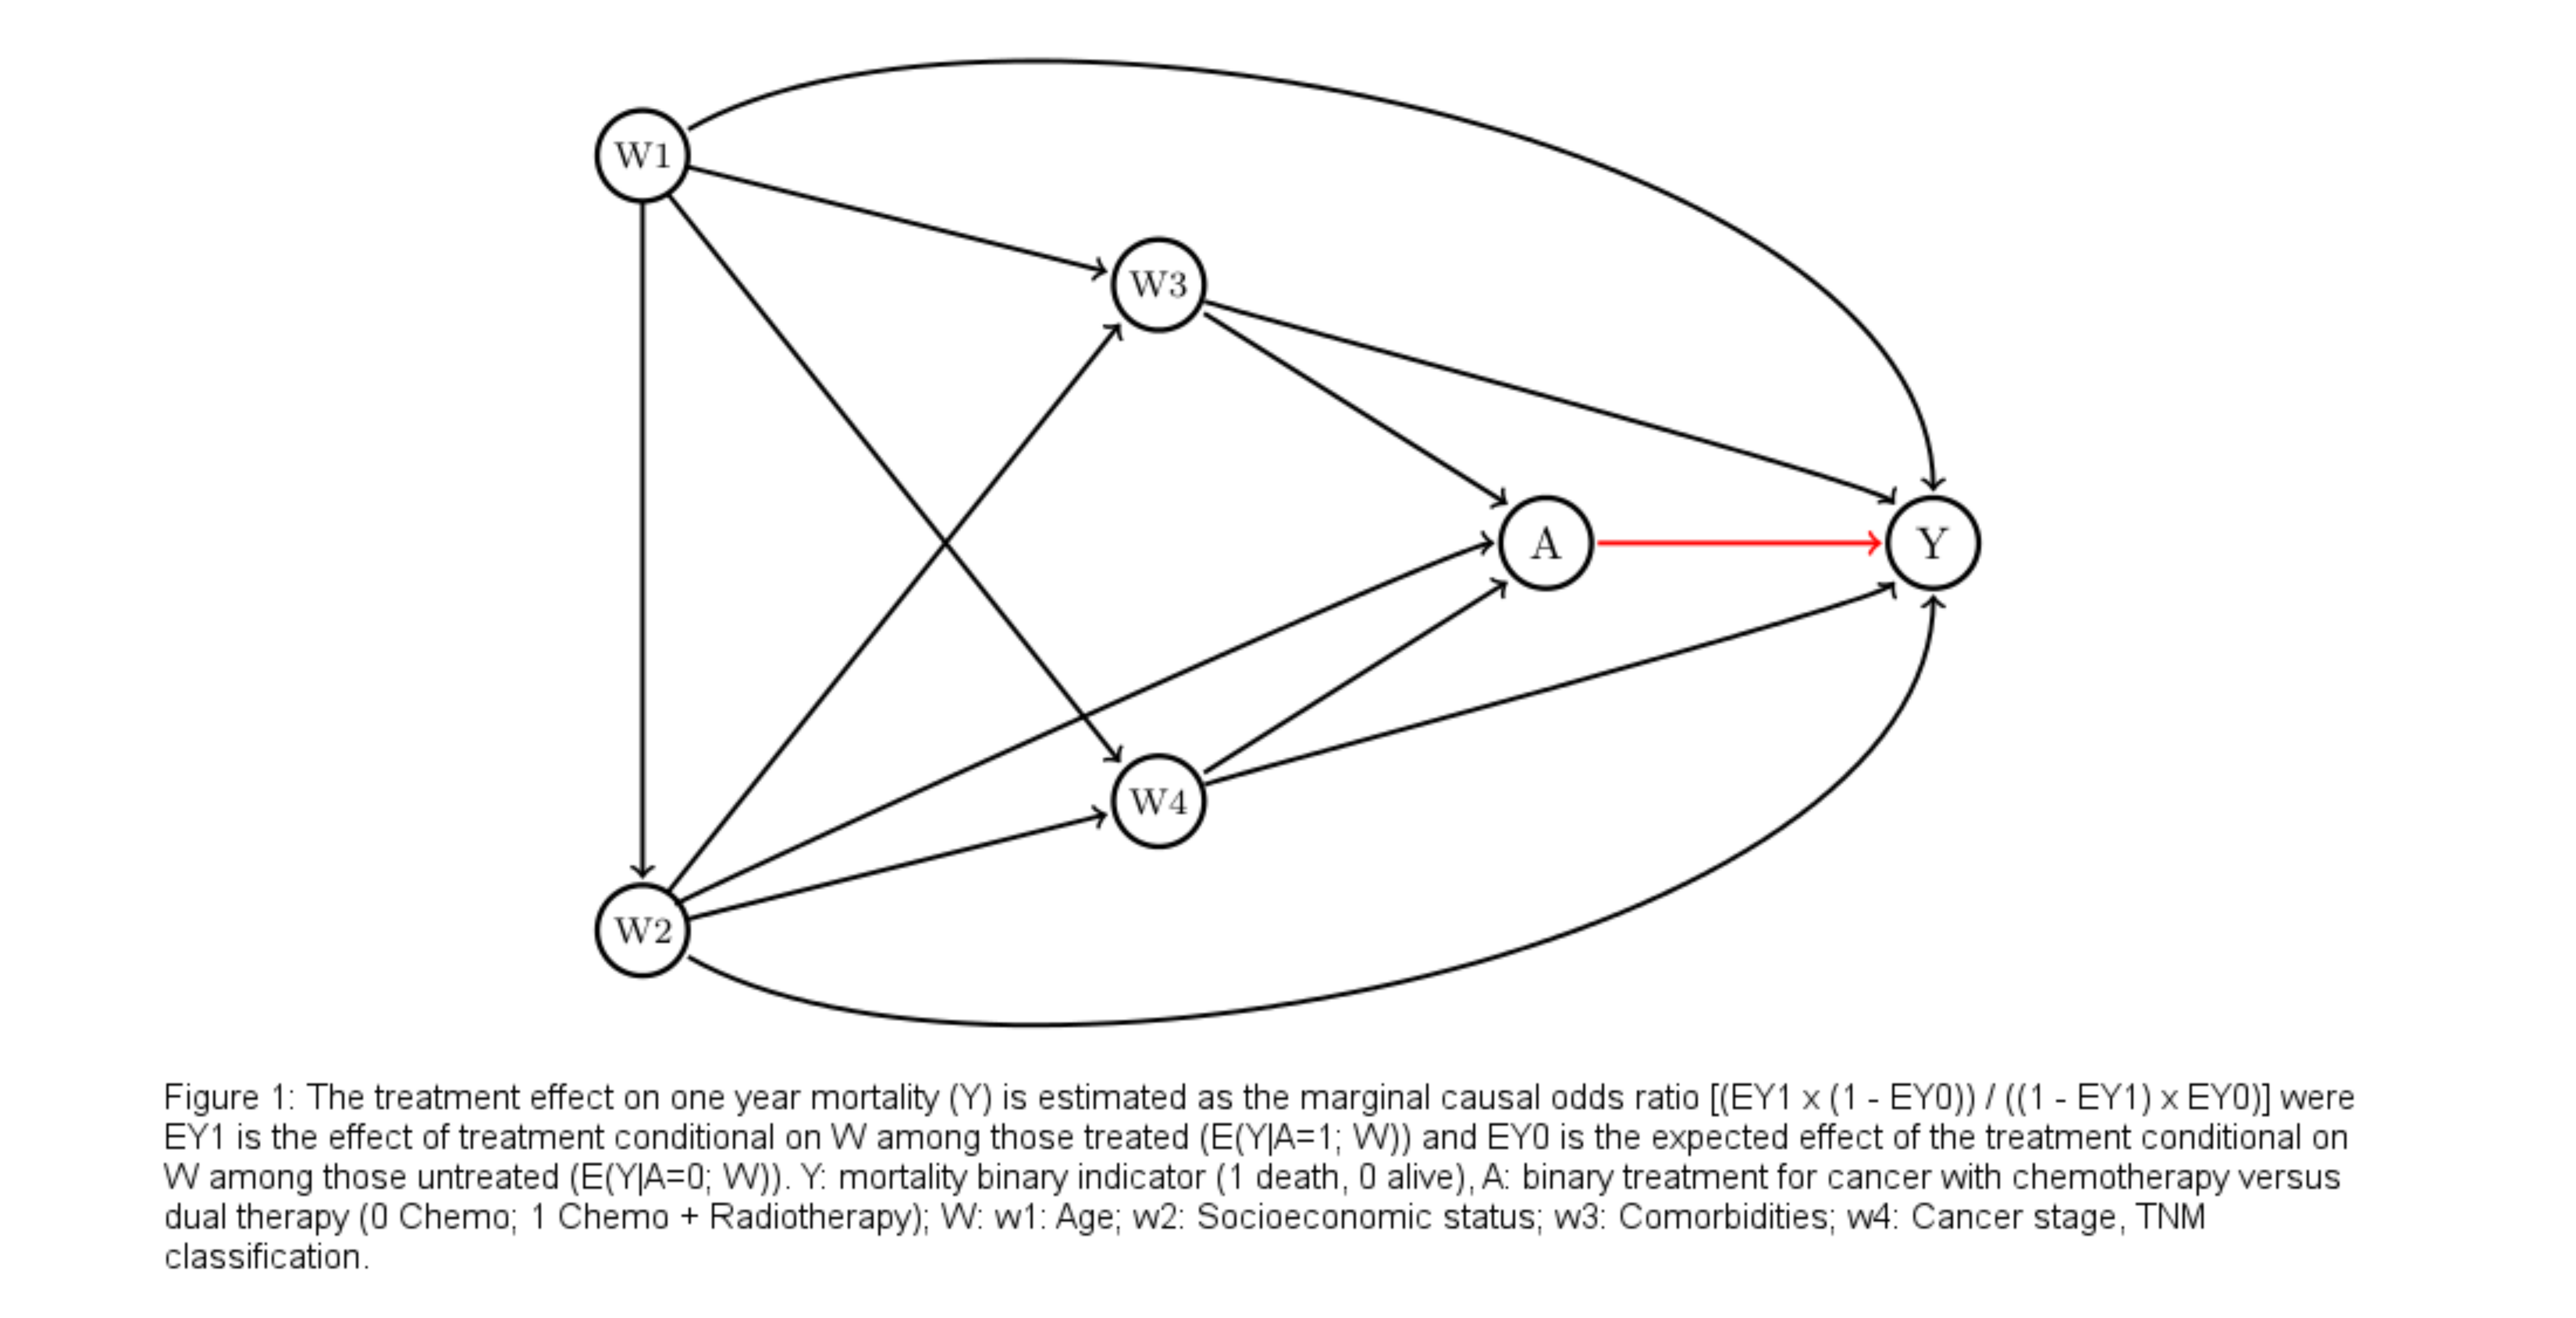 W1
W3
A
Y
W4
W2
Figure 1: The treatment effect on one year mortality (Y) is estimated as the marginal causal odds ratio [(EY1 x (1 - EY0)) / ((1 - EY1) x EY0)] were
EY1 is the effect of treatment conditional on W among those treated (E(Y|A=1; W)) and EY0 is the expected effect of the treatment conditional on
W among those untreated (E(Y|A=0; W)). Y: mortality binary indicator (1 death, 0 alive), A: binary treatment for cancer with chemotherapy versus
dual therapy (0 Chemo; 1 Chemo + Radiotherapy); W: w1: Age; w2: Socioeconomic status; w3: Comorbidities; w4: Cancer stage, TNM
classification.